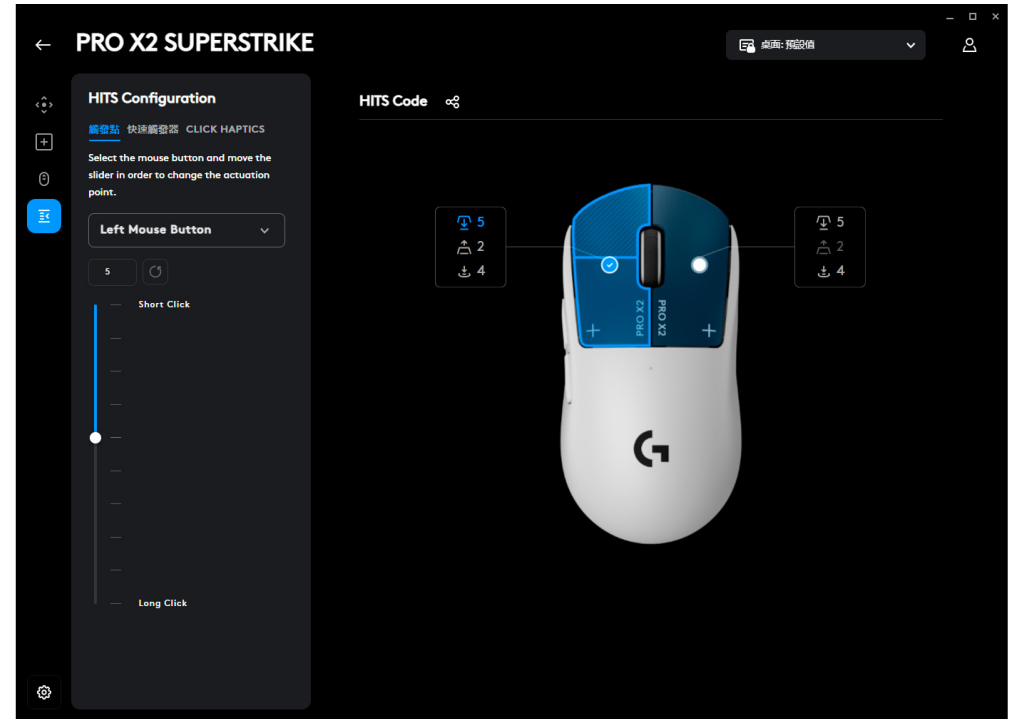 PRO X2 SUPERSTRIKE
桌面: 預設值
HITS Configuration
觸發點 快速觸發器 CLICK HAPTICS
Select the mouse button and move the
slider in order to change the actuation
point.
Left Mouse Button
5
Short Click
Long Click
HITS Code
5
2
4
5
2
4
PRO X2
PRO X2
G